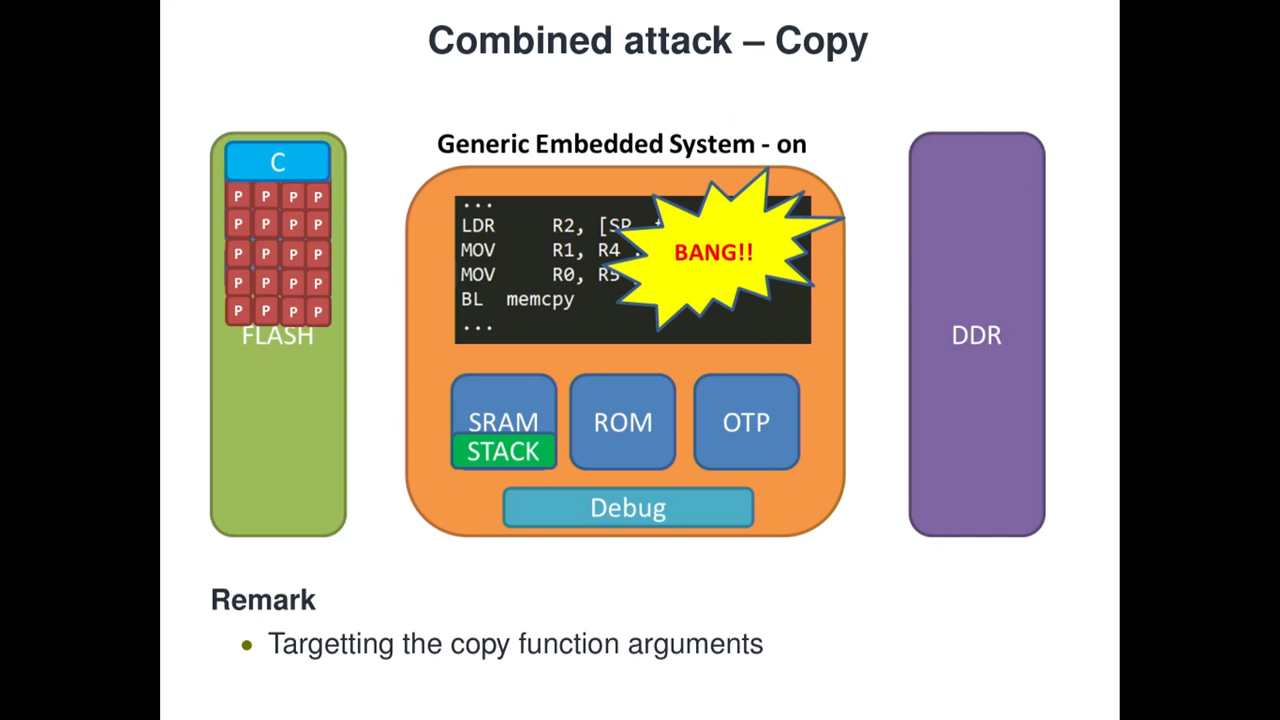 Combined attack – Copy
Generic Embedded System - on
C
P P P P
P P P P
P P P P
P P P P
P P P P
FLASH
...
LDR R2, [SP
MOV R1, R4
MOV R0, R5
BL memcpy
...
BANG!!
SRAM
STACK
ROM
OTP
Debug
DDR
Remark
• Targetting the copy function arguments